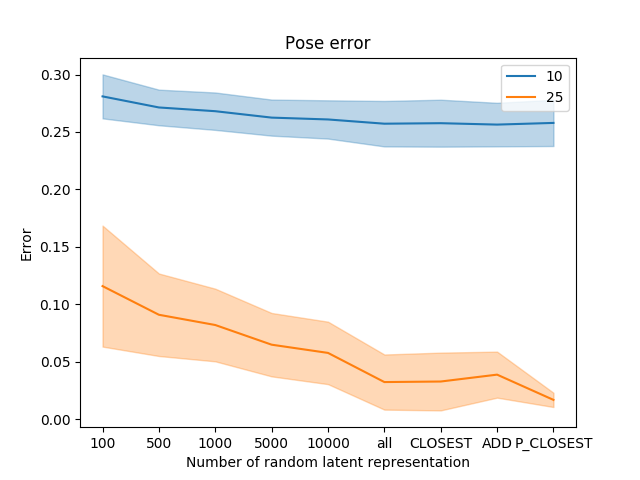 Pose error
10
25
0.30
0.25
0.20
0.15
0.10
0.05
0.00
Error
100 500 1000 5000 10000 all CLOSEST ADD P_CLOSEST
Number of random latent representation